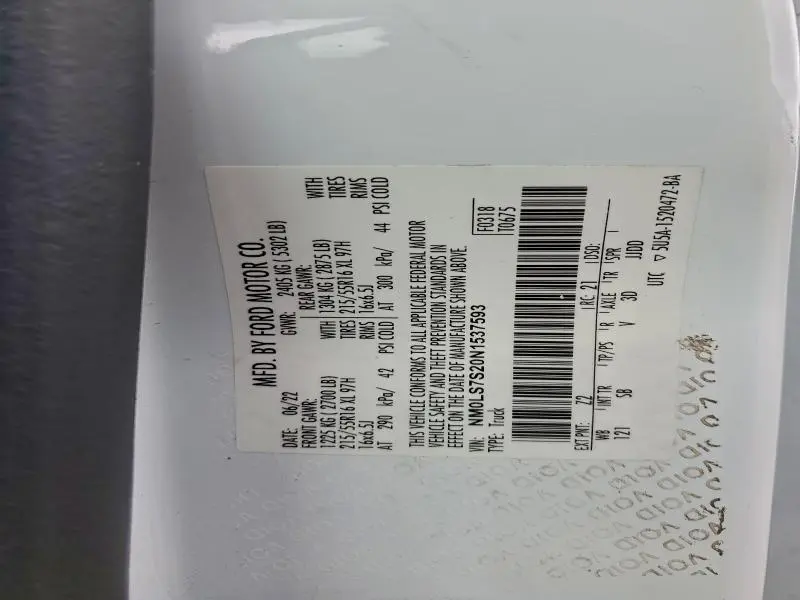 MFD. BY FORD MOTOR CO.
DATE: 06/22 GVWR: 2405 KG ( 5302 LB)
FRONT GAWR: REAR GAWR:
1225 KG ( 2700 LB) WITH 1304 KG ( 2875 LB) WITH
215/55R16 XL 97H TIRES 215/55R16 XL 97H TIRES
16x6.5J RIMS 16x6.5J RIMS
AT 290 kPa/ 42 PSI COLD AT 300 kPa/ 44 PSI COLD
THIS VEHICLE CONFORMS TO ALL APPLICABLE FEDERAL MOTOR
VEHICLE SAFETY AND THEFT PREVENTION STANDARDS IN
EFFECT ON THE DATE OF MANUFACTURE SHOWN ABOVE.
VIN: NM0LS7S20N1537593 F0318
TYPE: Truck T0675
EXT PNT: Z2 RC: 21 DSO:
WB INT TR TP/PS R AXLE TR SPR
121 SB V 3D JJDD
UTC ▽ 5U5A-1520472-BA
VOID VOID VOID VOID